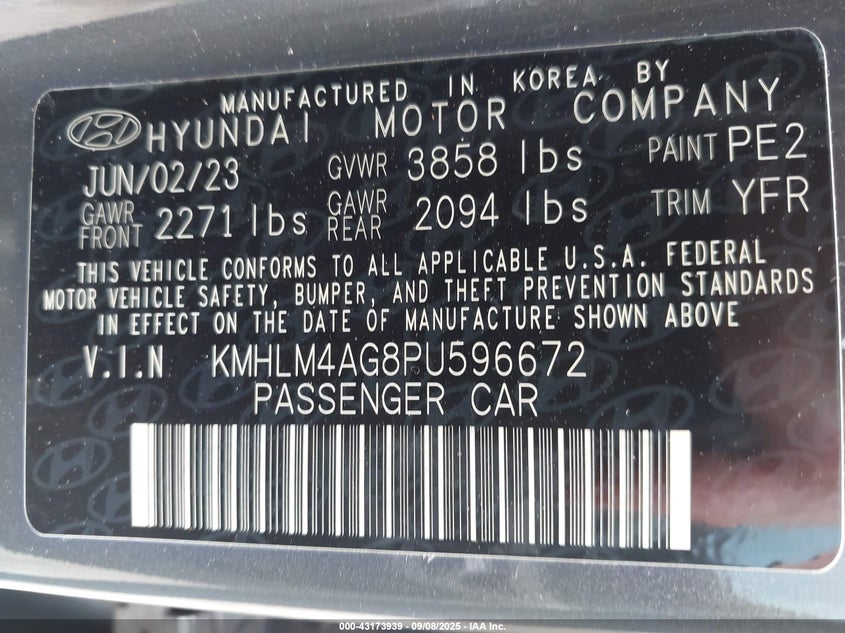 MANUFACTURED IN KOREA BY
HYUNDAI MOTOR COMPANY
JUN/02/23 GVWR 3858 lbs PAINT PE2
GAWR FRONT 2271 lbs GAWR REAR 2094 lbs TRIM YFR
THIS VEHICLE CONFORMS TO ALL APPLICABLE U.S.A. FEDERAL
MOTOR VEHICLE SAFETY, BUMPER, AND THEFT PREVENTION STANDARDS
IN EFFECT ON THE DATE OF MANUFACTURE SHOWN ABOVE
V.I.N KMHLM4AG8PU596672
PASSENGER CAR
000-43173939 - 09/08/2025 - IAA Inc.